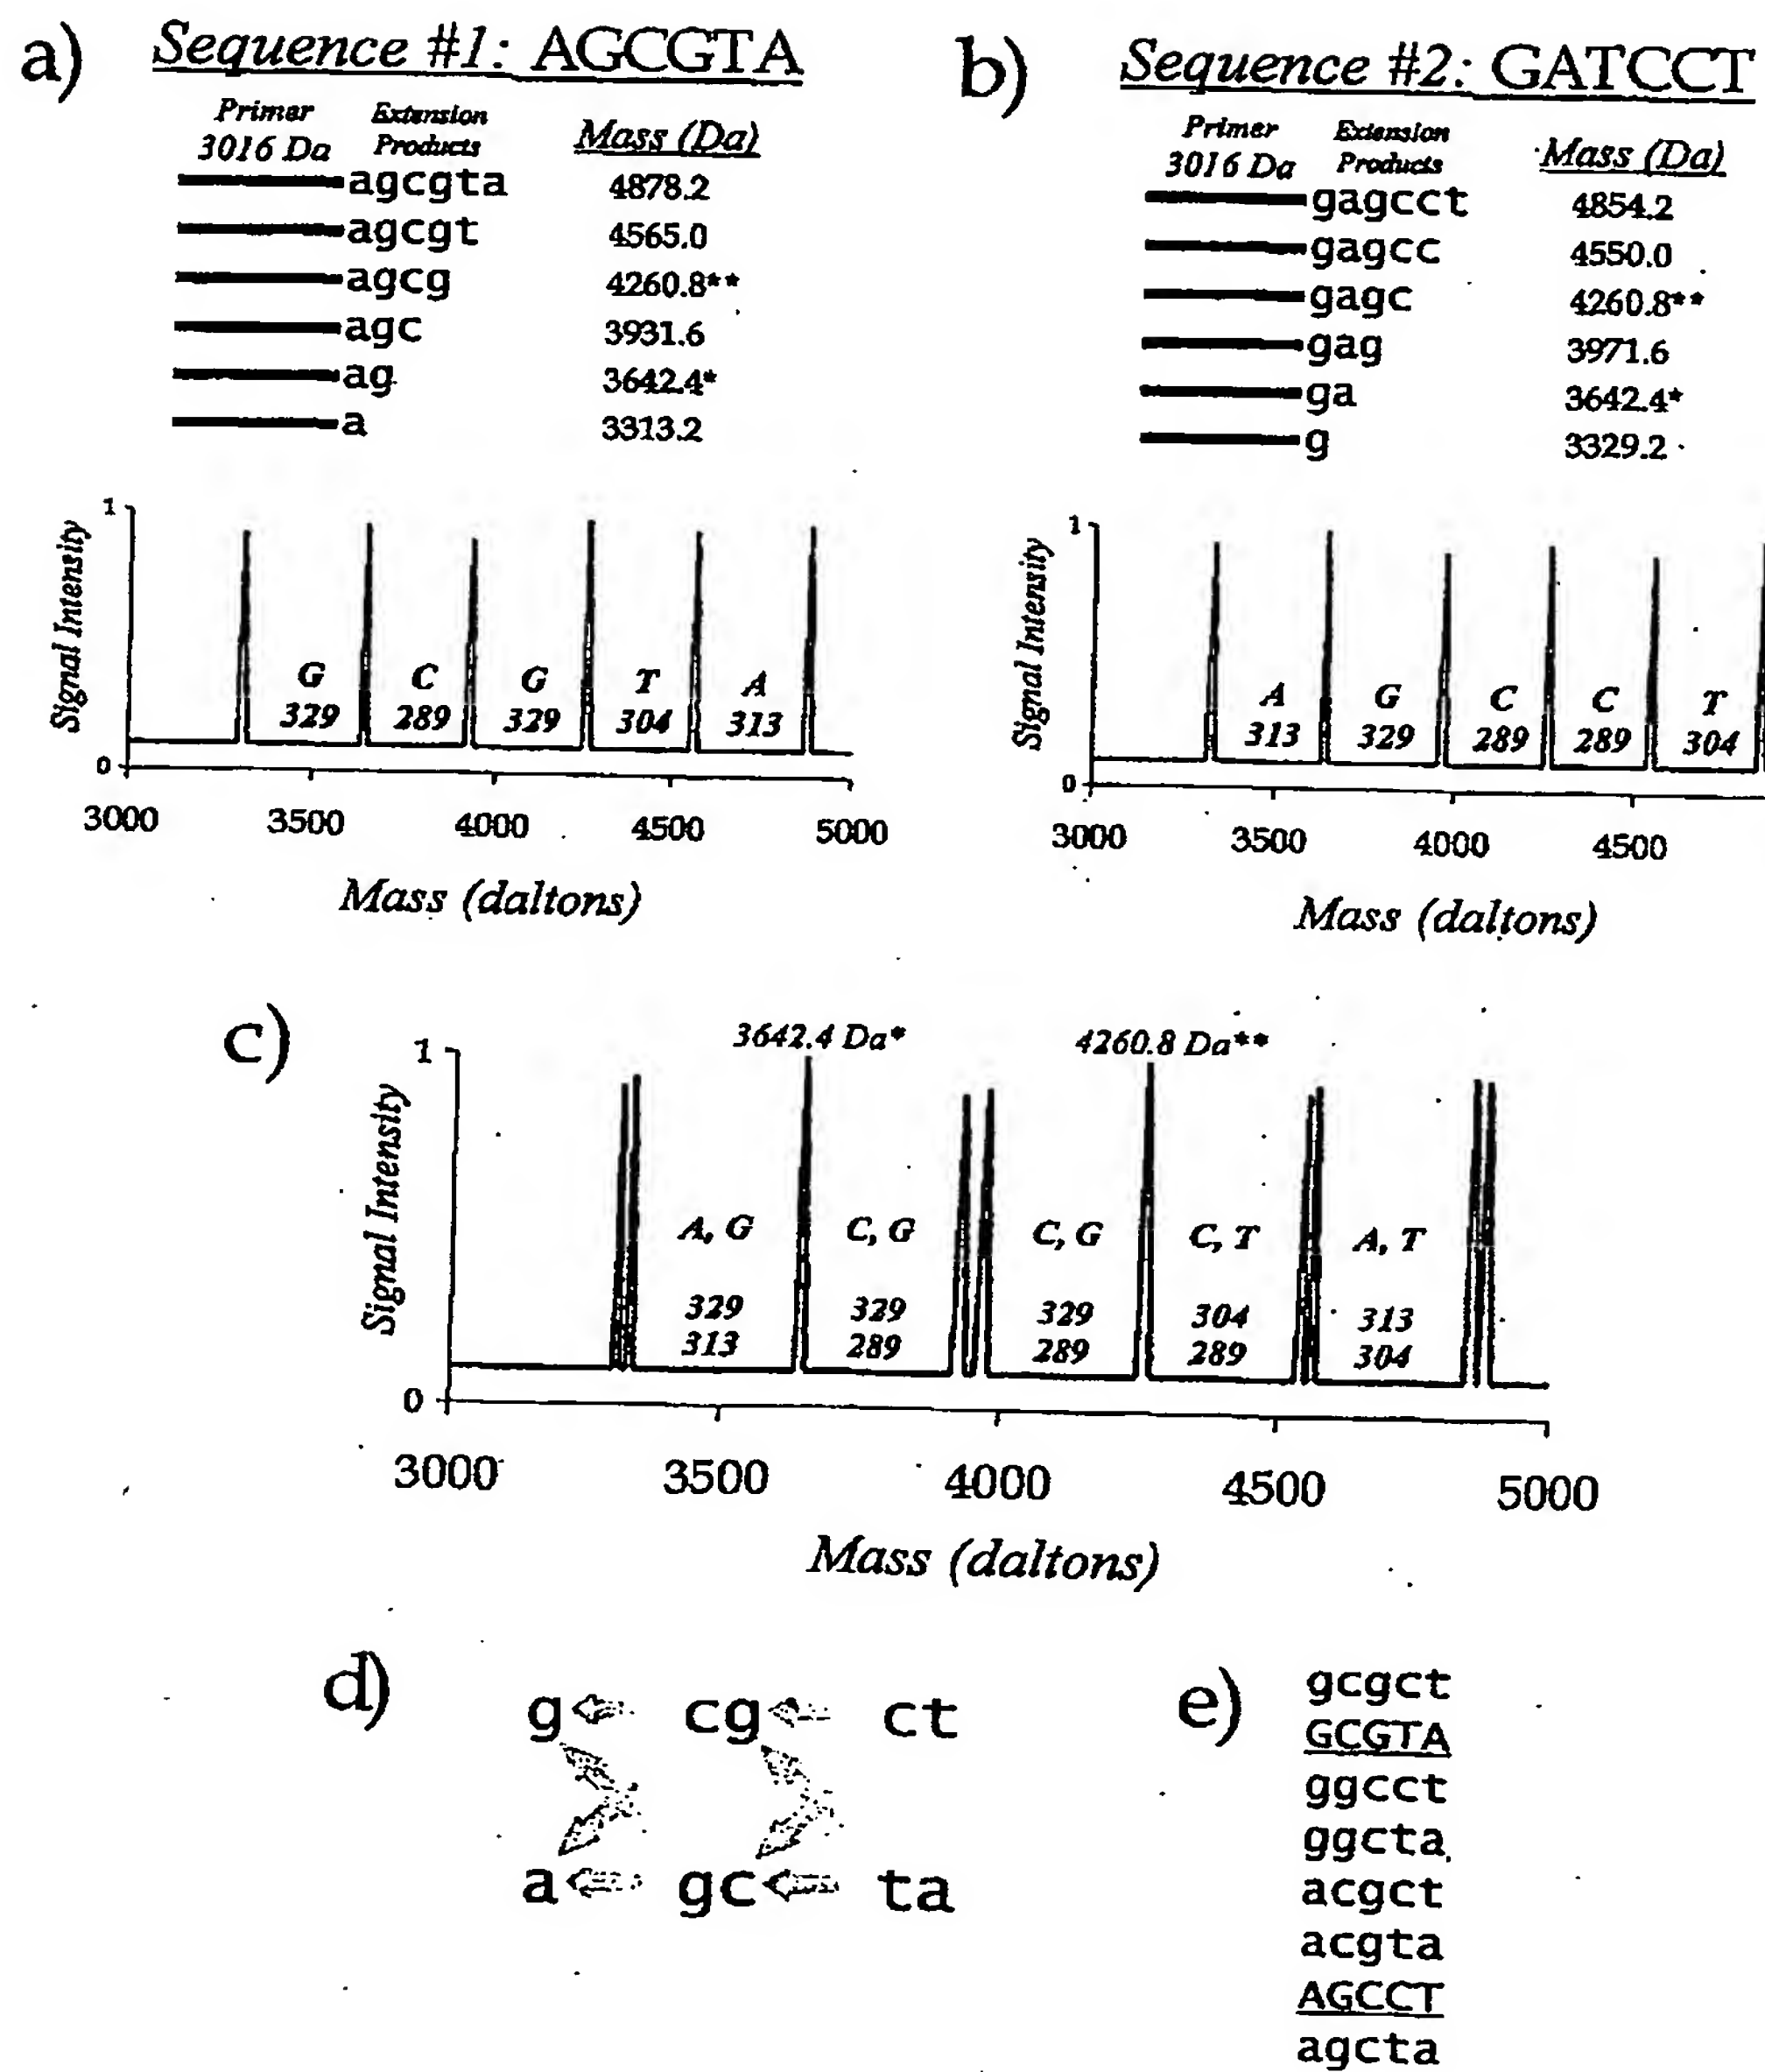 a) Sequence #1: AGCGTA
Primer Extension
3016 Da Products Mass (Da)
agcgta 4878.2
agcgt 4565.0
agcg 4260.8**
agc 3931.6
ag 3642.4*
a 3313.2
1
Signal Intensity
G C G T A
329 289 329 304 313
0
3000 3500 4000 4500 5000
Mass (daltons)
b) Sequence #2: GATCCT
Primer Extension
3016 Da Products Mass (Da)
gagcct 4854.2
gagcc 4550.0
gagc 4260.8**
gag 3971.6
ga 3642.4*
g 3329.2
1
Signal Intensity
A G C C T
313 329 289 289 304
0
3000 3500 4000 4500
Mass (daltons)
c)
3642.4 Da* 4260.8 Da**
1
Signal Intensity
A, G C, G C, G C, T A, T
329 329 329 304 313
313 289 289 289 304
0
3000 3500 4000 4500 5000
Mass (daltons)
d)
g cg ct
a gc ta
e)
gcgct
GCGTA
ggcct
ggcta
acgct
acgta
AGCCT
agcta